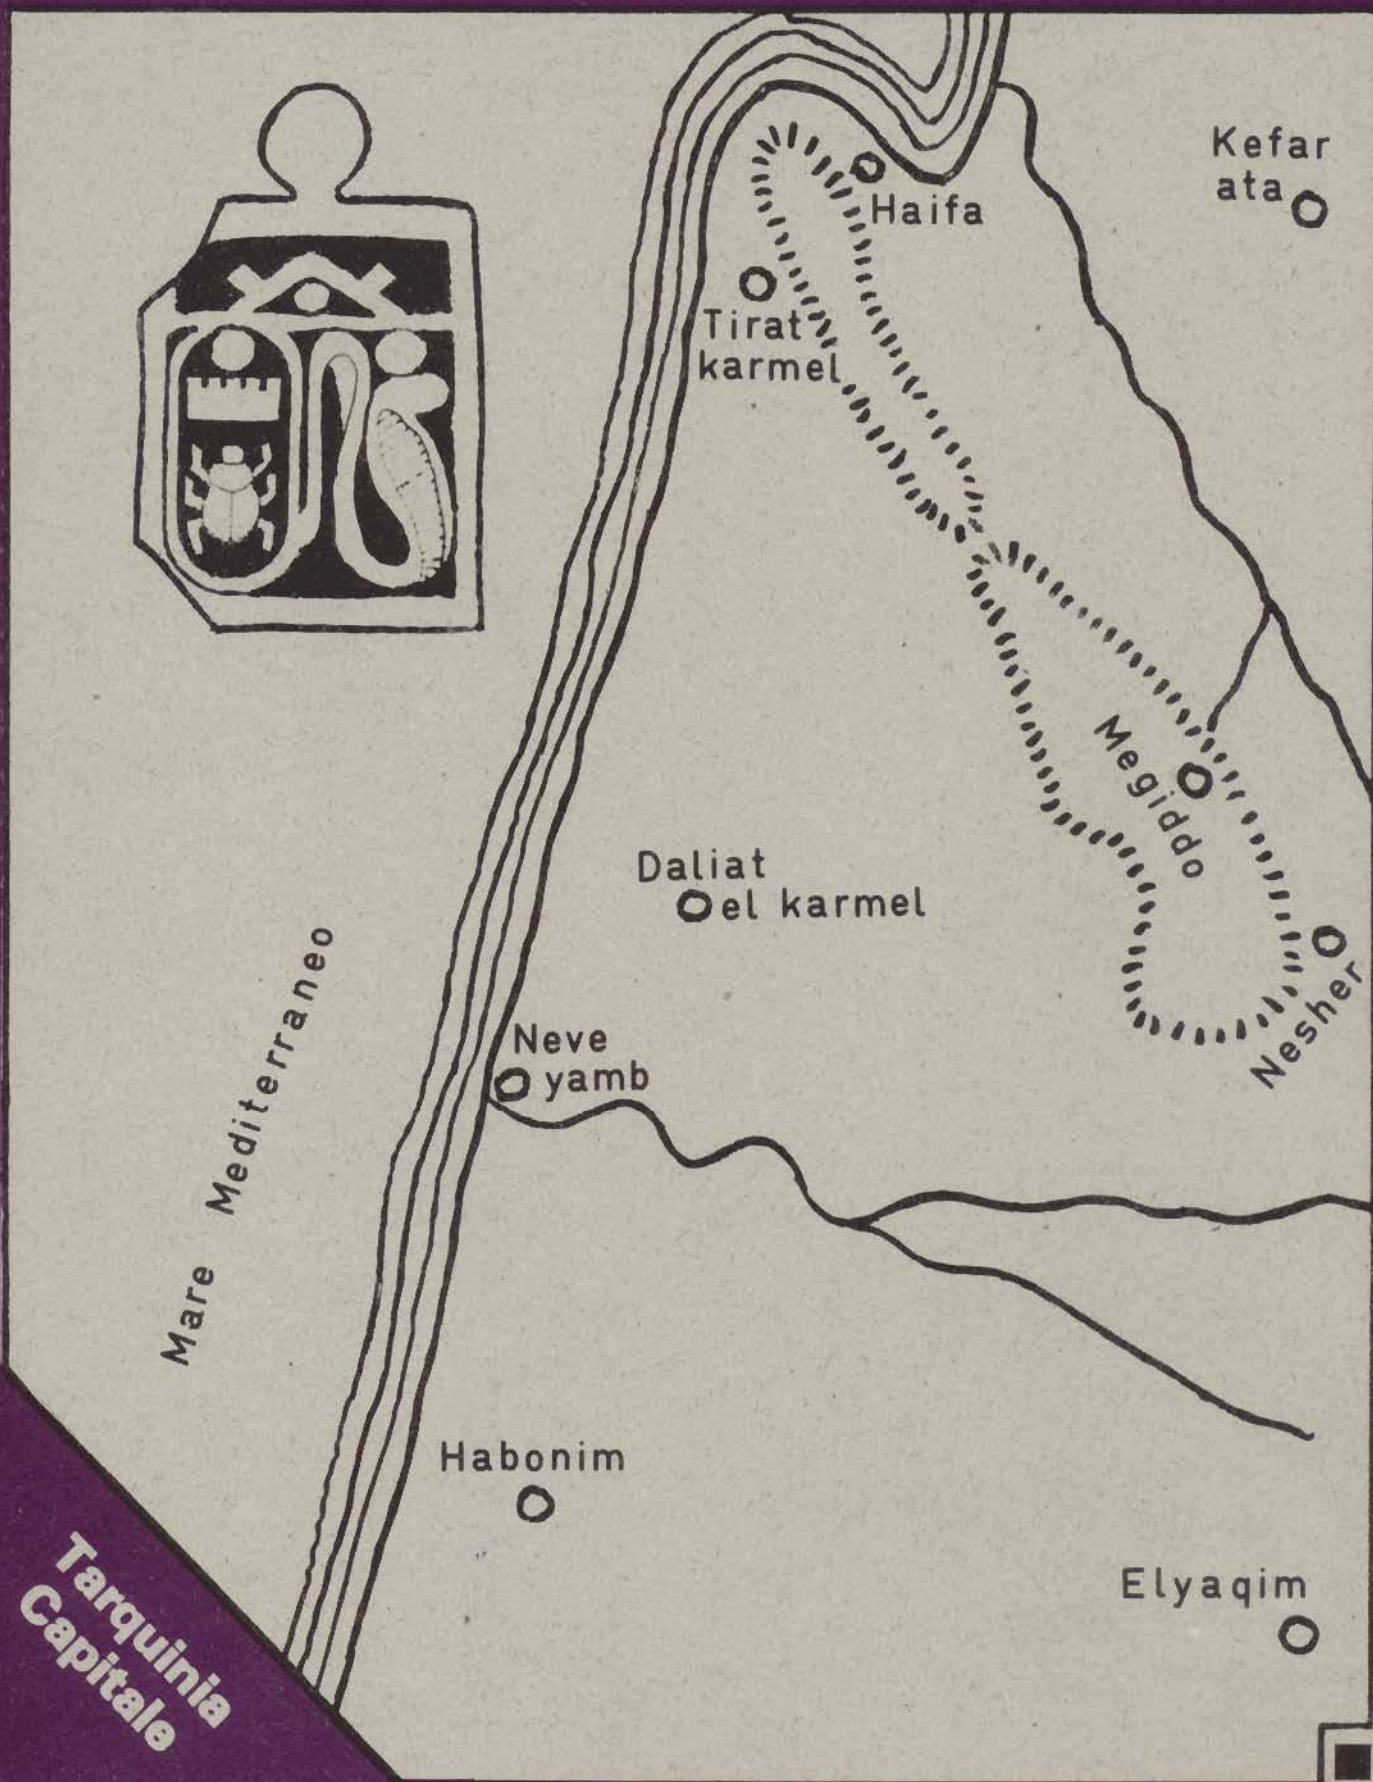 Kefar
ata
Haifa
Tirat
karmel
Megiddo
Daliat
el karmel
Nesher
Neve
yamb
Mare Mediterraneo
Habonim
Elyaqim
Tarquinia
Capitale